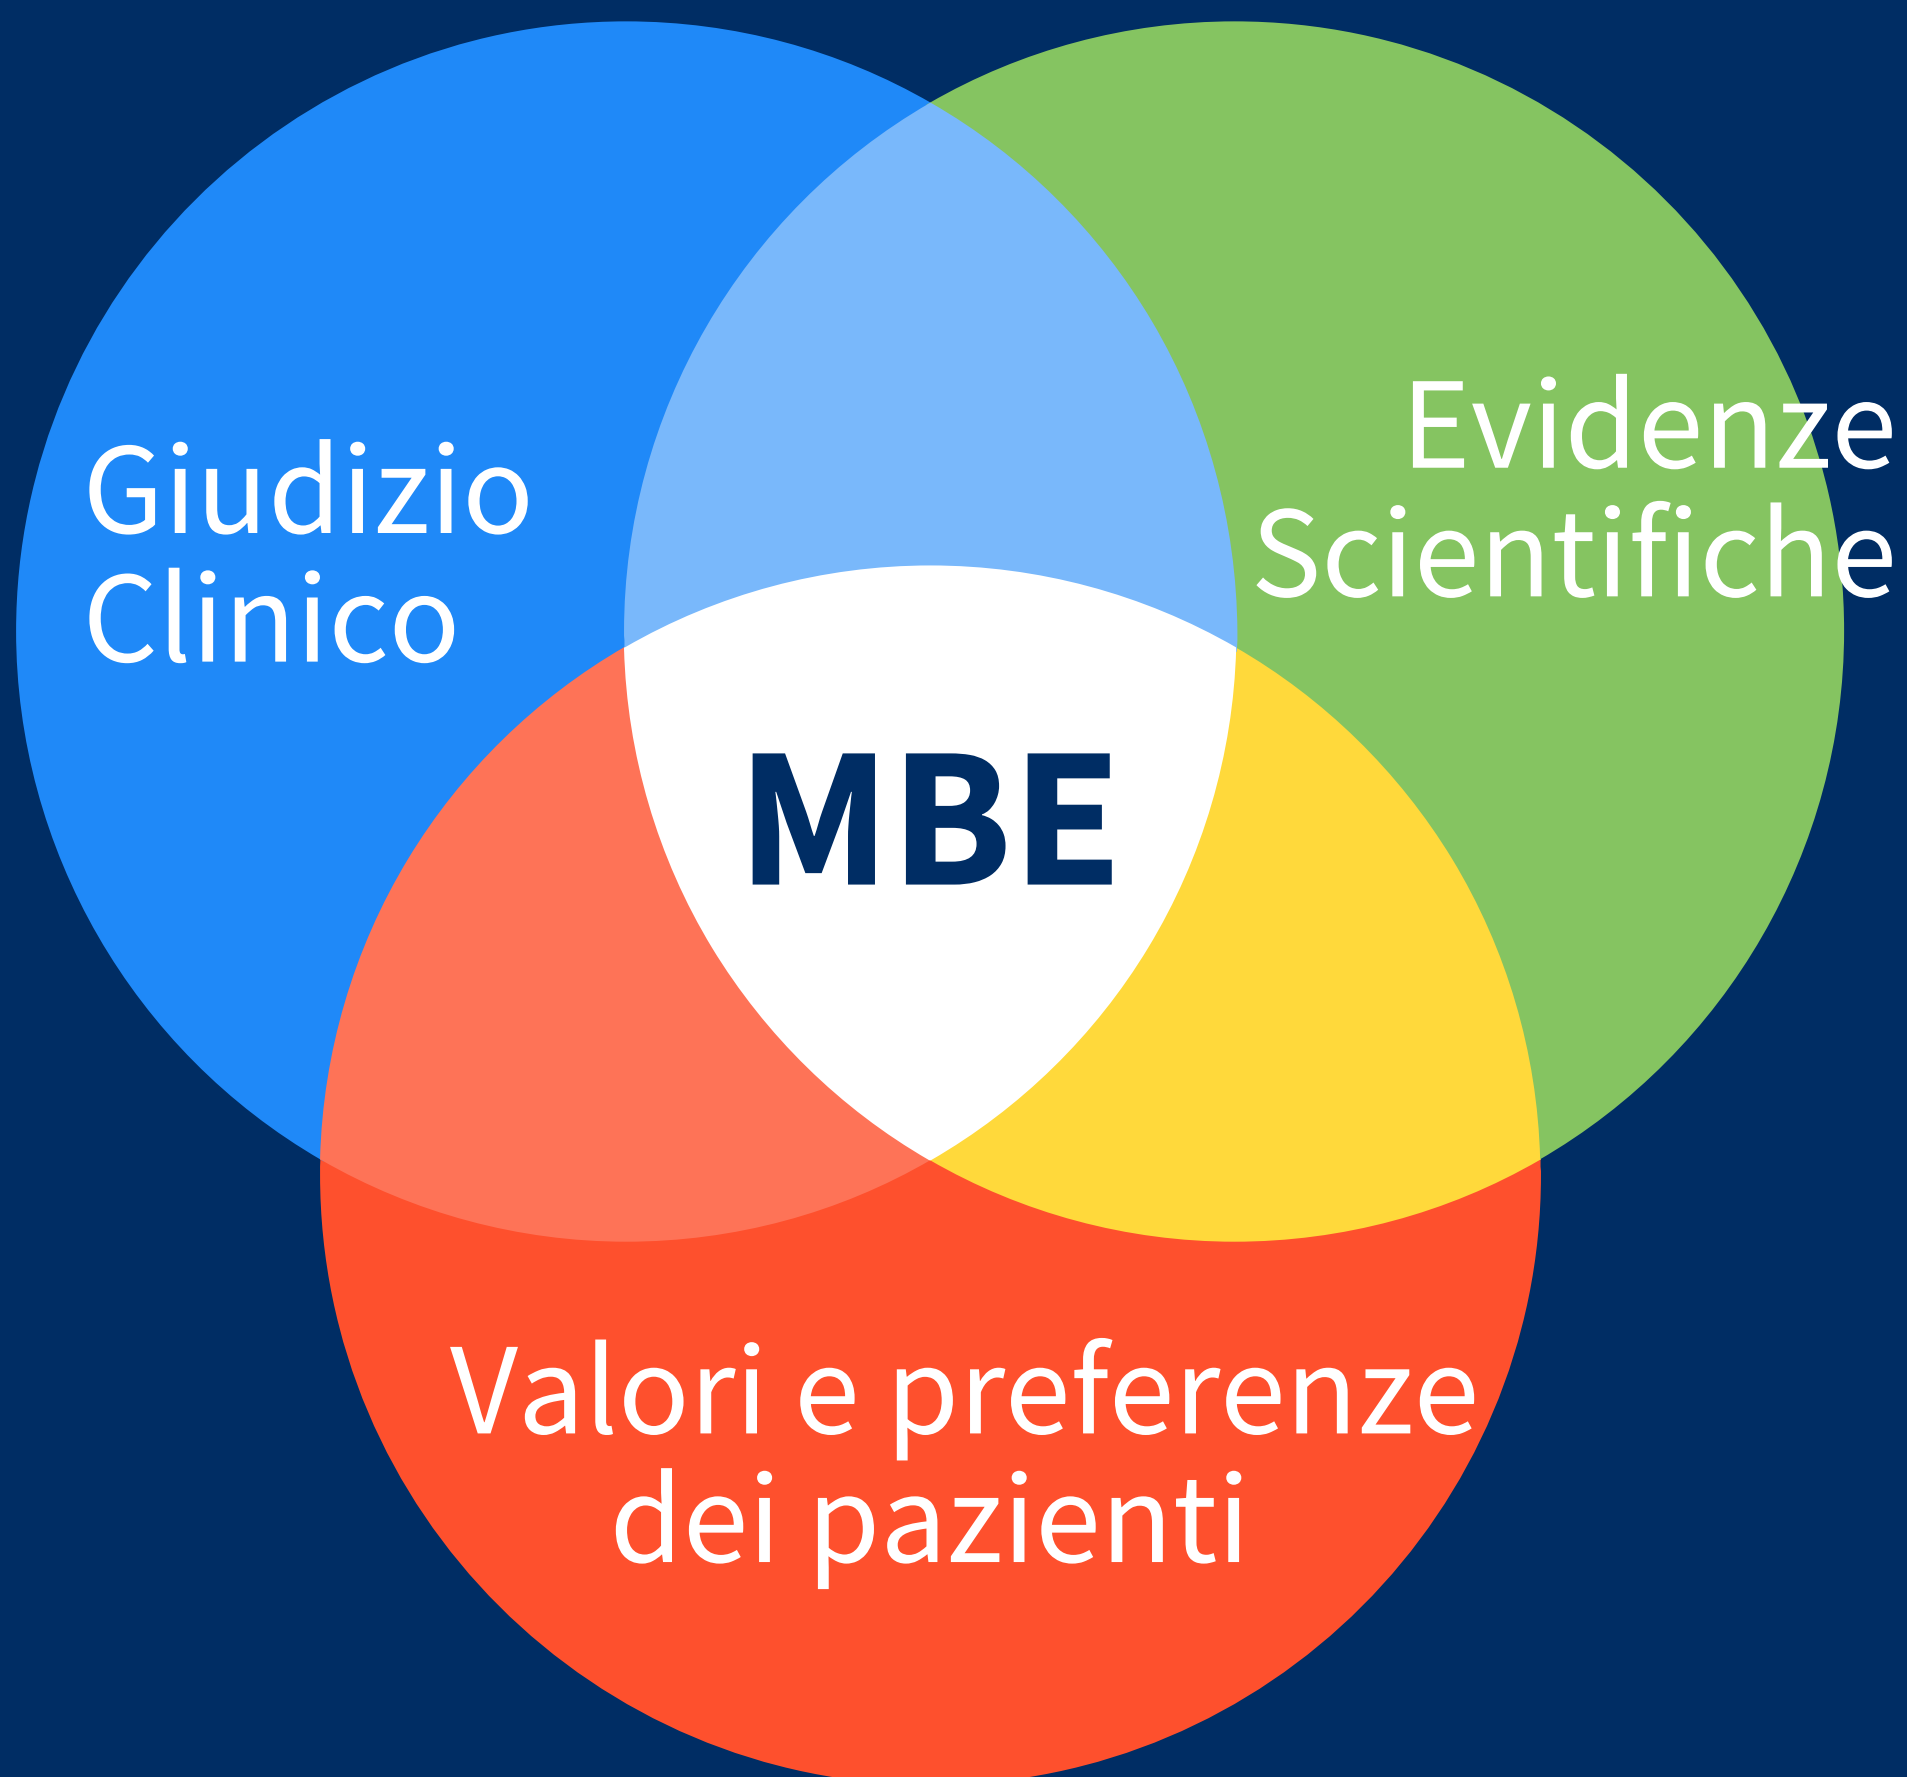 Giudizio
Clinico
Evidenze
Scientifiche
MBE
Valori e preferenze
dei pazienti